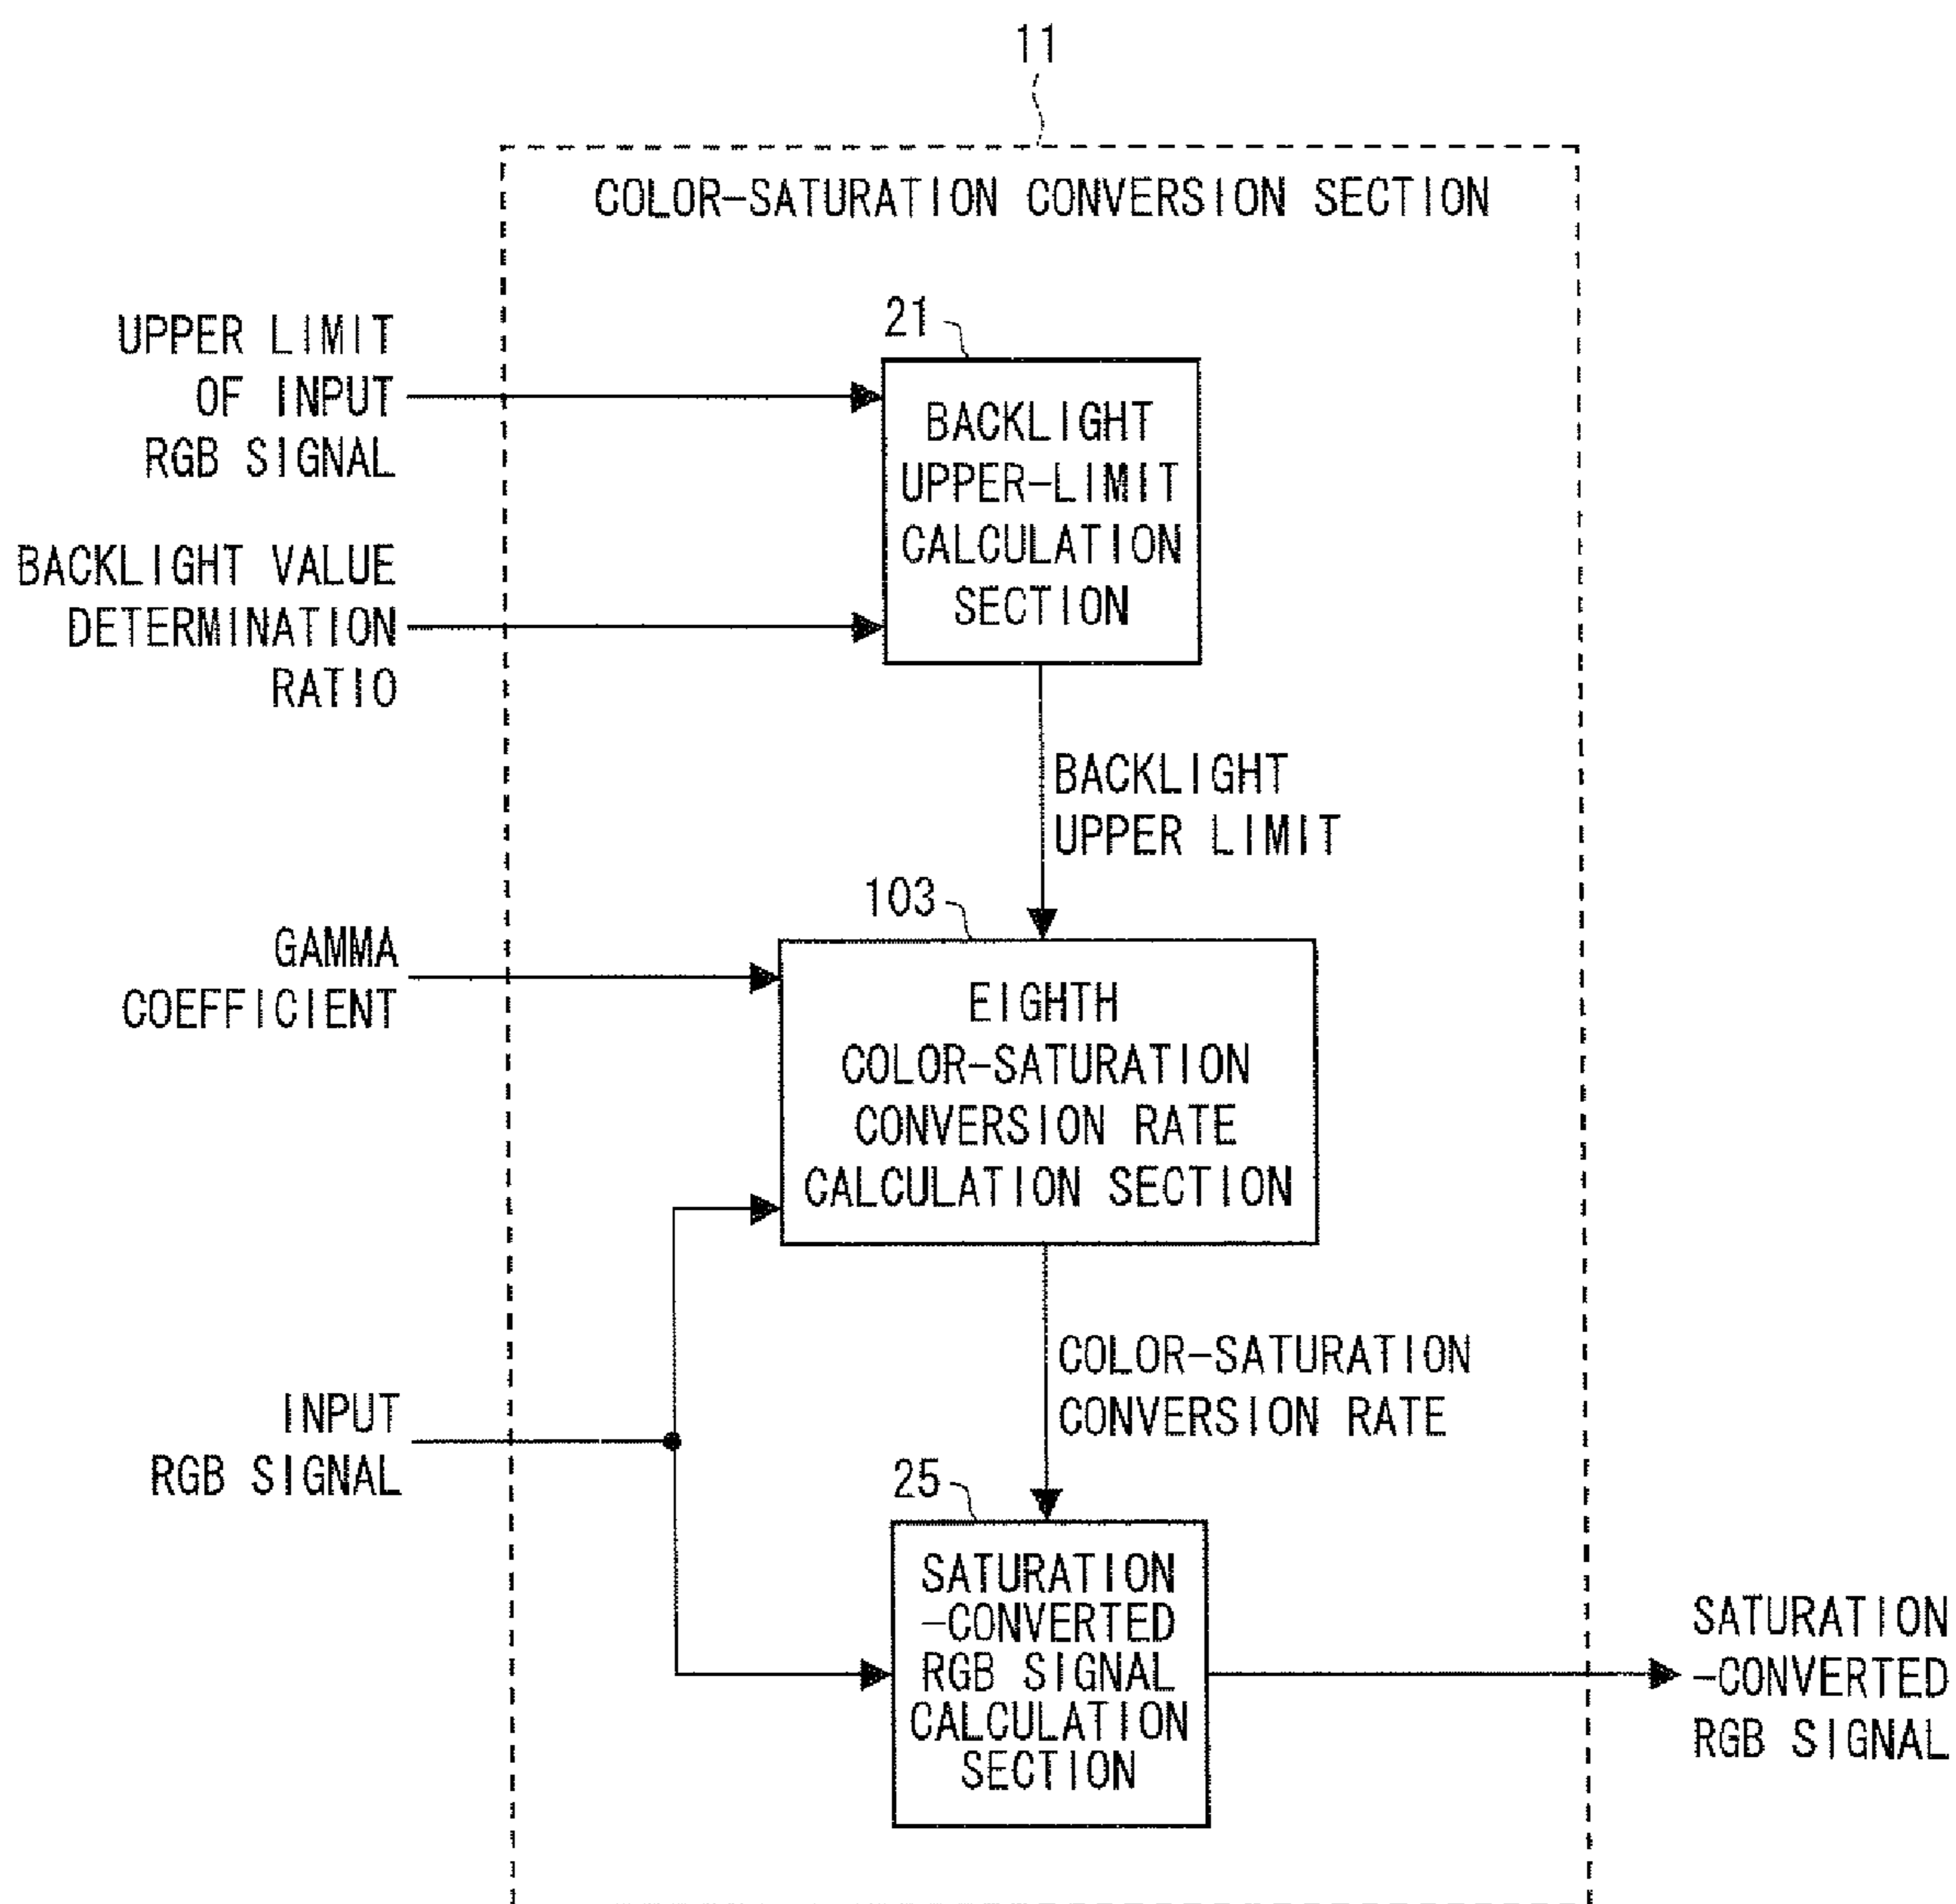 11
COLOR-SATURATION CONVERSION SECTION
UPPER LIMIT
OF INPUT
RGB SIGNAL
21
BACKLIGHT
UPPER-LIMIT
CALCULATION
SECTION
BACKLIGHT VALUE
DETERMINATION
RATIO
BACKLIGHT
UPPER LIMIT
103
GAMMA
COEFFICIENT
EIGHTH
COLOR-SATURATION
CONVERSION RATE
CALCULATION SECTION
COLOR-SATURATION
CONVERSION RATE
INPUT
RGB SIGNAL
25
SATURATION
-CONVERTED
RGB SIGNAL
CALCULATION
SECTION
SATURATION
-CONVERTED
RGB SIGNAL